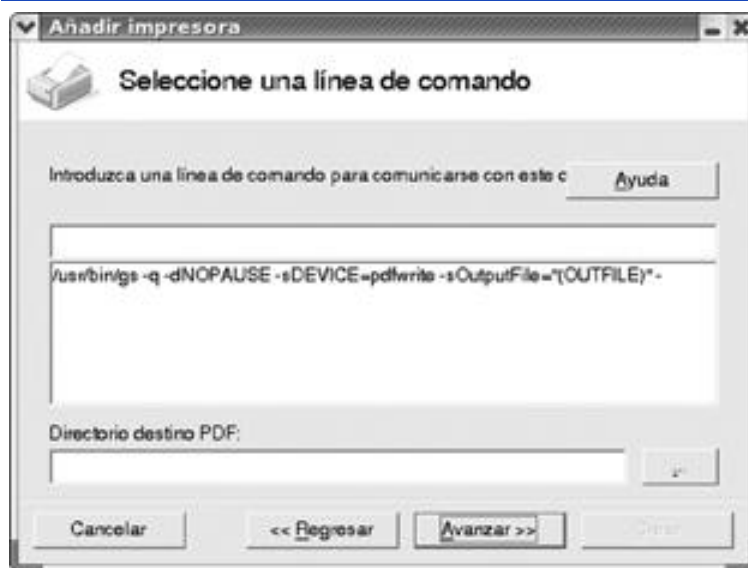 Añadir impresora
Seleccione una línea de comando
Introduzca una línea de comando para comunicarse con este
Ayuda
/usr/bin/gs -q -dNOPAUSE -sDEVICE=pdfwrite -sOutputFile="(OUTFILE)" -
Directorio destino PDF:
...
Cancelar
<< Regresar
Avanzar >>